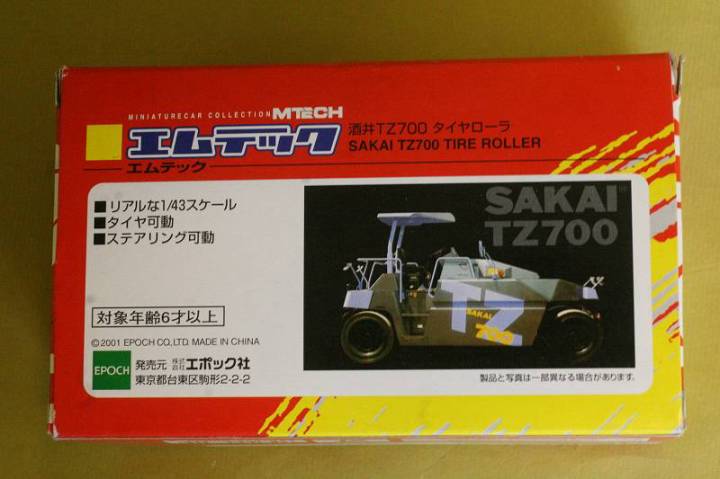 MINIATURECAR COLLECTION MTECH
エムテック
エムテック
酒井TZ700 タイヤローラ
SAKAI TZ700 TIRE ROLLER
■リアルな1/43スケール
■タイヤ可動
■ステアリング可動
対象年齢6才以上
©2001 EPOCH CO.,LTD. MADE IN CHINA
EPOCH
発売元 株式会社 エポック社
東京都台東区駒形2-2-2
SAKAI
TZ700
TZ
SAKAI
700
製品と写真は一部異なる場合があります。